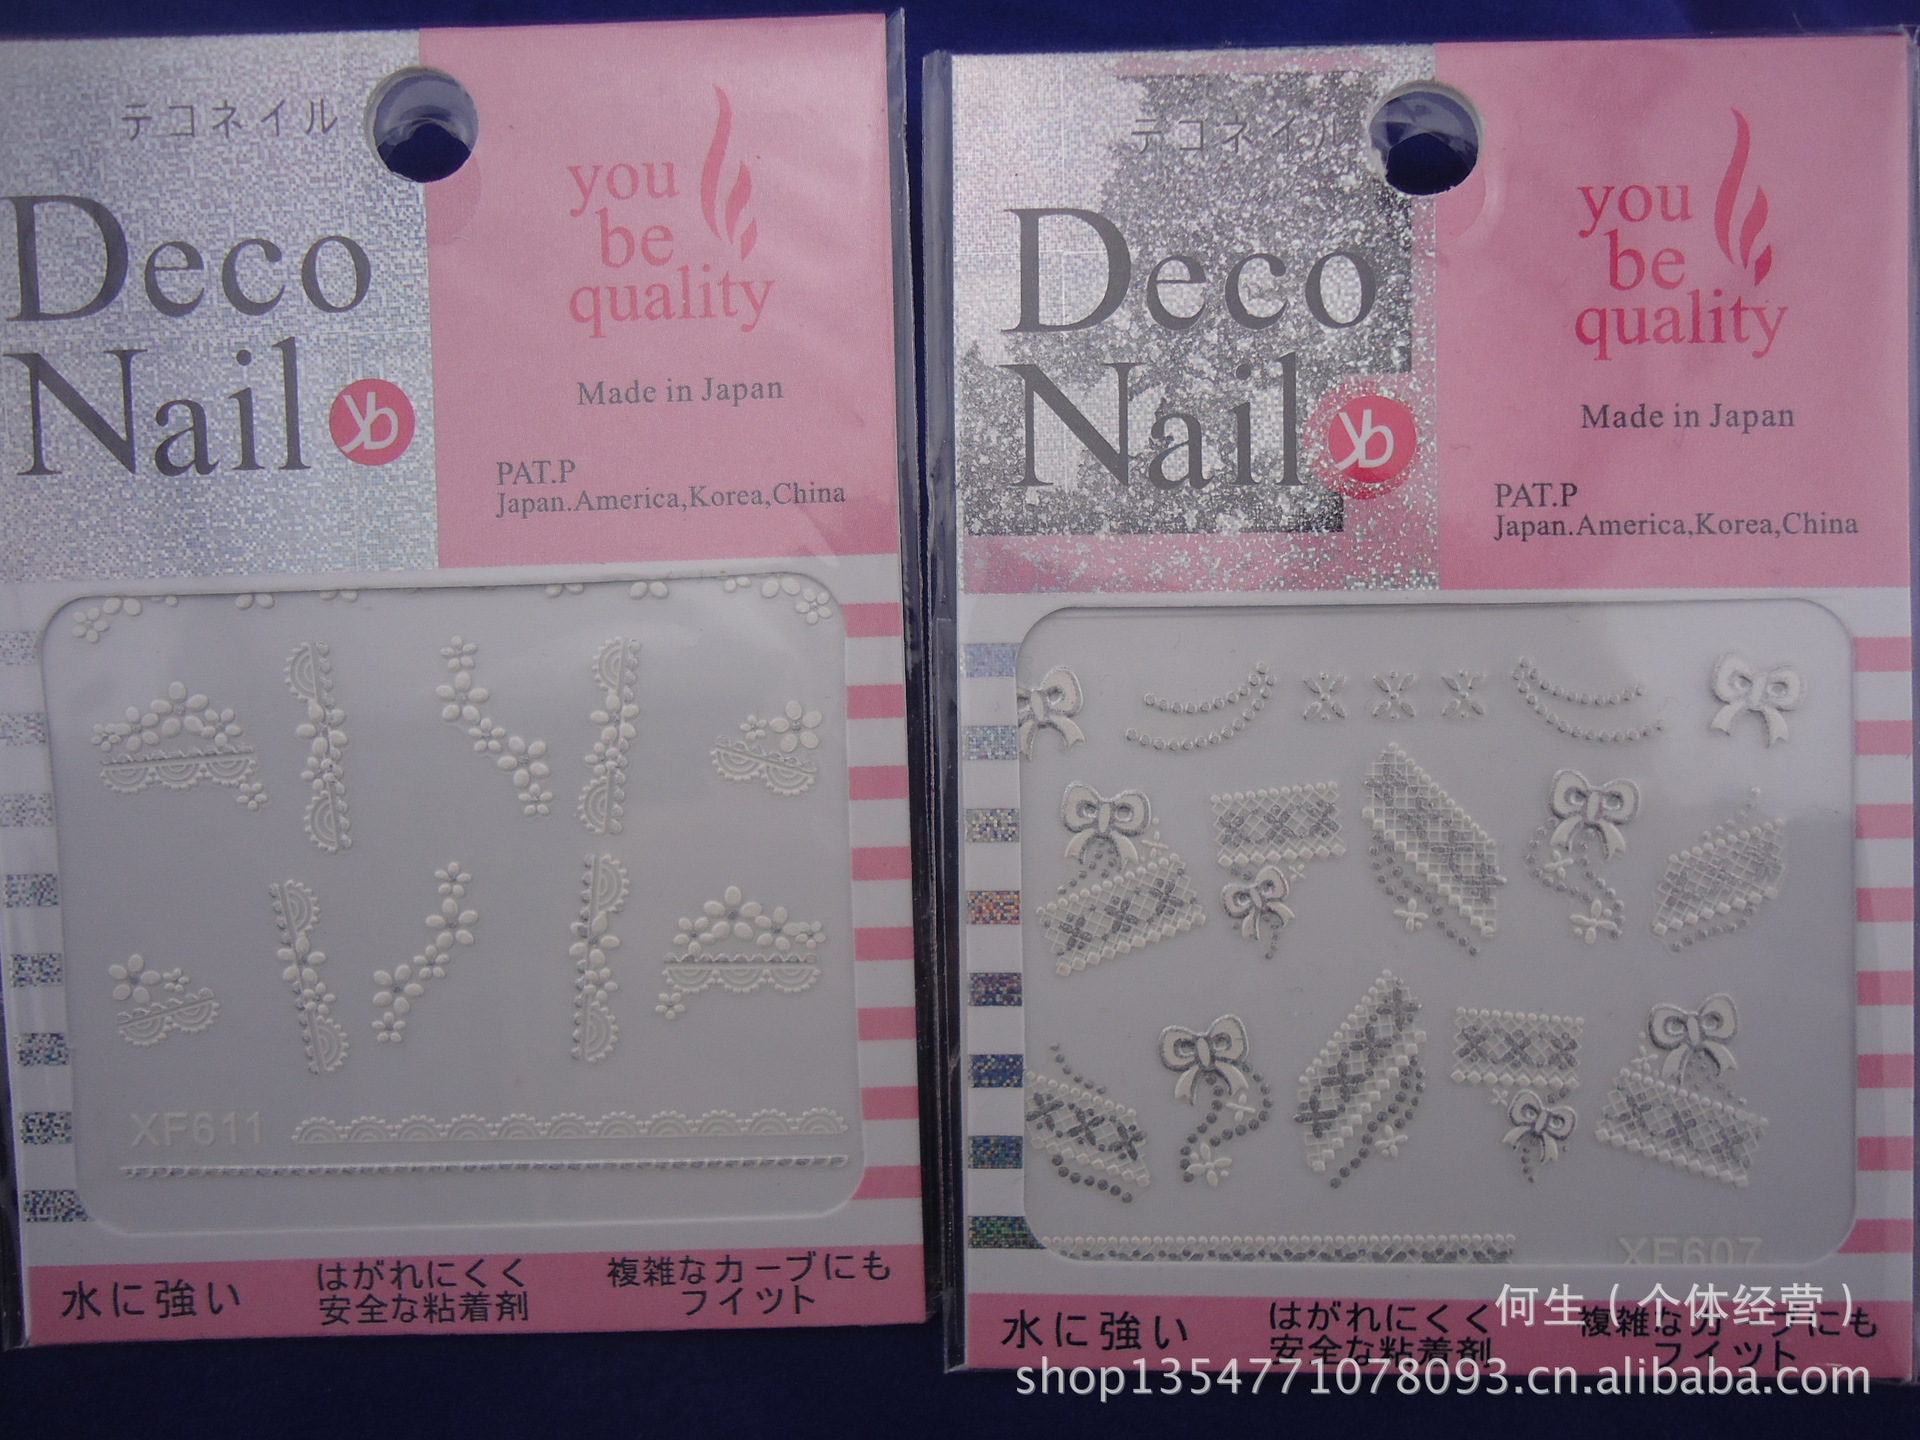 テコネイル
Deco
Nail
yb
you
be
quality
Made in Japan
PAT.P
Japan.America,Korea,China
XF611
水に強い
はがれにくく
安全な粘着剤
複雑なカーブにも
フイット
テコネイル
Deco
Nail
yb
you
be
quality
Made in Japan
PAT.P
Japan.America,Korea,China
XF607
水に強い
はがれにくく
安全な粘着剤
複雑なカーブにも
フイット
何生(个体经营)
shop1354771078093.cn.alibaba.com